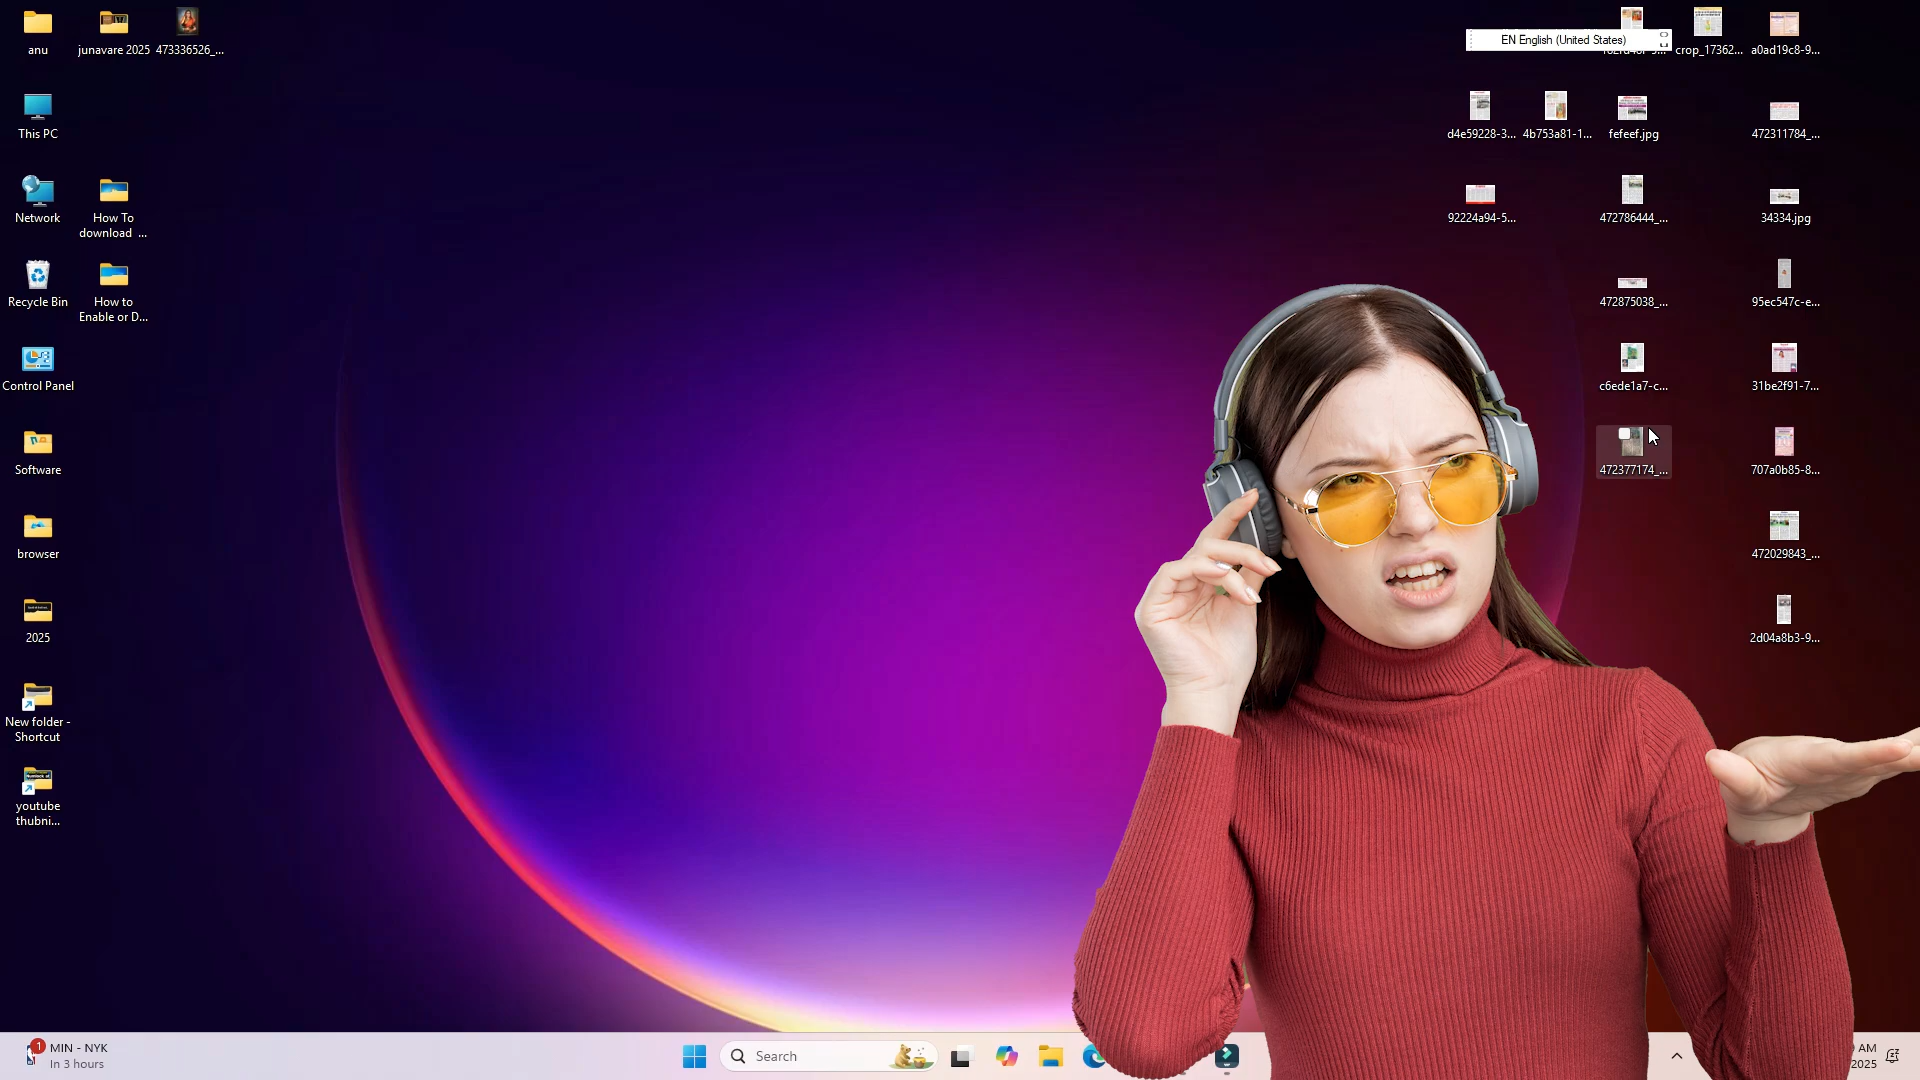 anu
junavare 2025
473336526_...
This PC
Network
How To
download ...
Recycle Bin
How to
Enable or D...
Control Panel
Software
browser
2025
New folder -
Shortcut
youtube
thubni...
EN English (United States)
crop_17362...
a0ad19c8-9...
d4e59228-3...
4b753a81-1...
fefeef.jpg
472311784_...
92224a94-5...
472786444_...
34334.jpg
472875038_...
95ec547c-e...
c6ede1a7-c...
31be2f91-7...
472377174_...
707a0b85-8...
472029843_...
2d04a8b3-9...
1
MIN - NYK
In 3 hours
Search
AM
2025